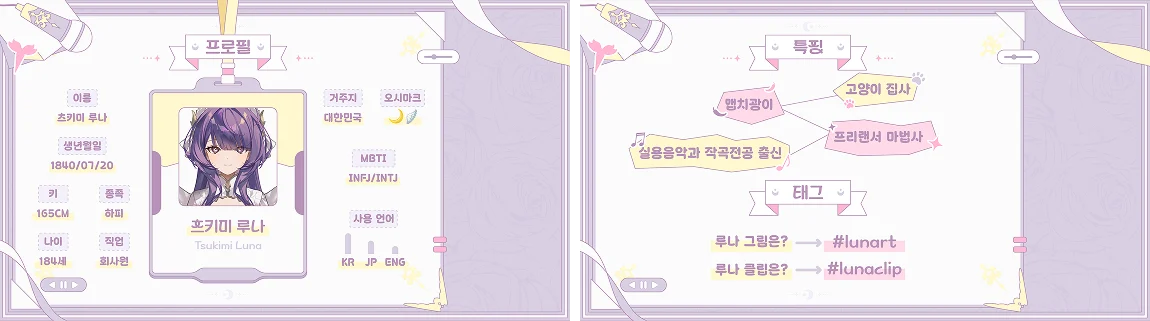 프로필
이름
츠키미 루나
생년월일
1840/07/20
키
165CM
종족
하피
나이
184세
직업
회사원
츠키미 루나
Tsukimi Luna
거주지
대한민국
오시마크
MBTI
INFJ/INTJ
사용 언어
KR JP ENG
특징
맵치광이
고양이 집사
프리랜서 마법사
실용음악과 작곡전공 출신
태그
루나 그림은? #lunart
루나 클립은? #lunaclip